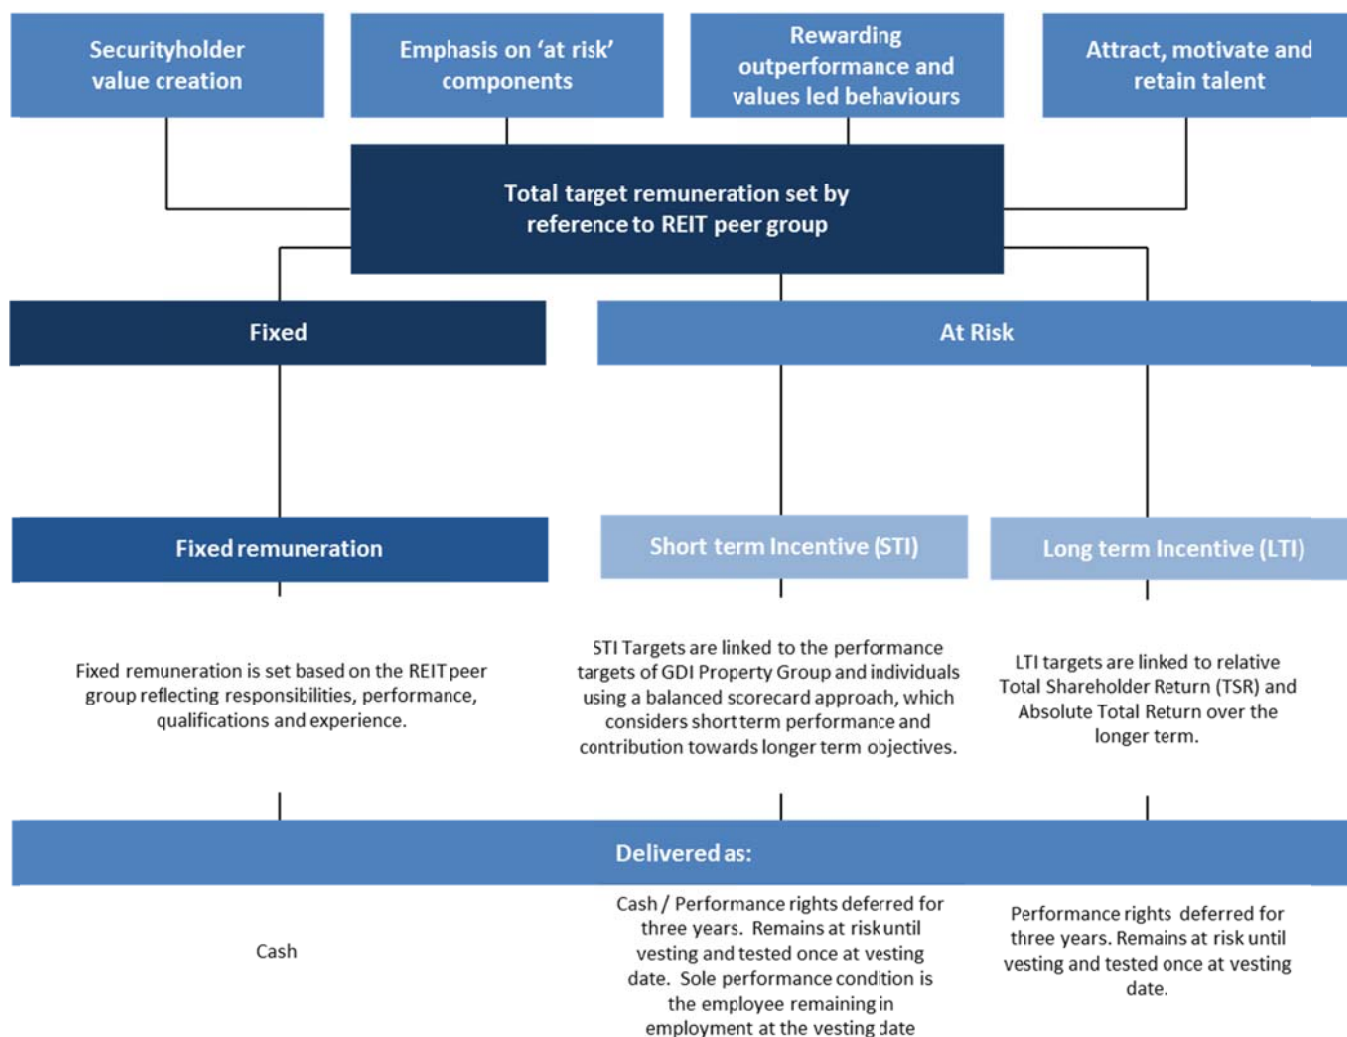 Securityholder
value creation
Emphasis on ‘at risk’
components
Rewarding
outperformance and
values led behaviours
Attract, motivate and
retain talent
Total target remuneration set by
reference to REIT peer group
Fixed
At Risk
Fixed remuneration
Short term Incentive (STI)
Long term Incentive (LTI)
Fixed remuneration is set based on the REIT peer
group reflecting responsibilities, performance,
qualifications and experience.
STI Targets are linked to the performance
targets of GDI Property Group and individuals
using a balanced scorecard approach, which
considers short term performance and
contribution towards longer term objectives.
LTI targets are linked to relative
Total Shareholder Return (TSR) and
Absolute Total Return over the
longer term.
Delivered as:
Cash
Cash / Performance rights deferred for
three years. Remains at risk until
vesting and tested once at vesting
date. Sole performance condition is
the employee remaining in
employment at the vesting date
Performance rights deferred for
three years. Remains at risk until
vesting and tested once at vesting
date.